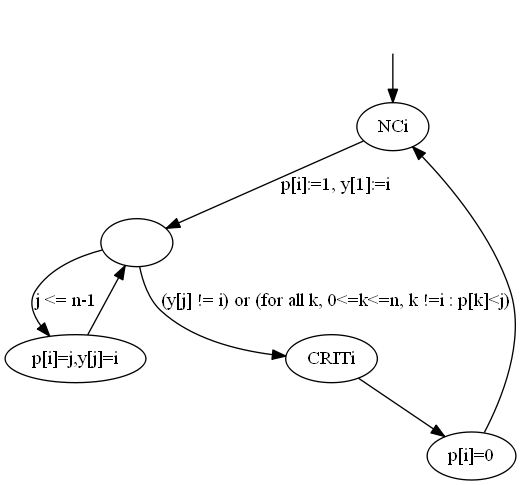 NCi
p[i]:=1, y[1]:=i
j <= n-1
(y[j] != i) or (for all k, 0<=k<=n, k !=i : p[k]<j)
p[i]=j,y[j]=i
CRITi
p[i]=0